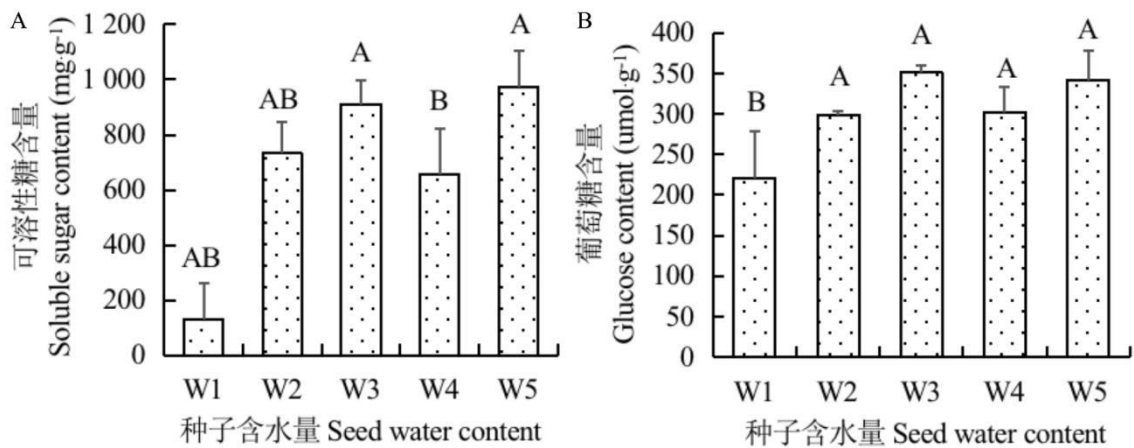 A
可溶性糖含量
Soluble sugar content (mg·g⁻¹)
1 200
1 000
800
600
400
200
0
AB
AB
A
B
A
W1
W2
W3
W4
W5
种子含水量 Seed water content
B
葡萄糖含量
Glucose content (umol·g⁻¹)
400
350
300
250
200
150
100
50
0
B
A
A
A
A
W1
W2
W3
W4
W5
种子含水量 Seed water content